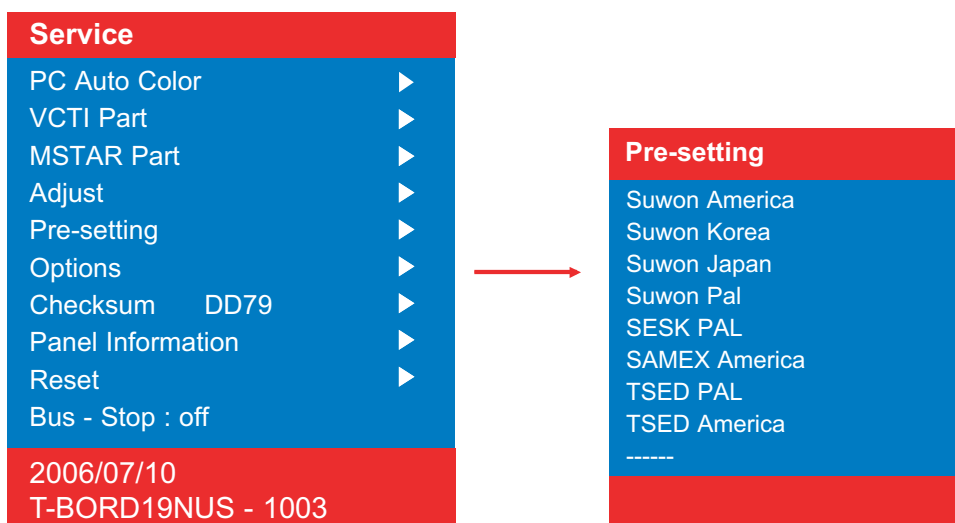 Service
PC Auto Color
VCTI Part
MSTAR Part
Adjust
Pre-setting
Options
Checksum DD79
Panel Information
Reset
Bus - Stop : off
2006/07/10
T-BORD19NUS - 1003
Pre-setting
Suwon America
Suwon Korea
Suwon Japan
Suwon Pal
SESK PAL
SAMEX America
TSED PAL
TSED America
------